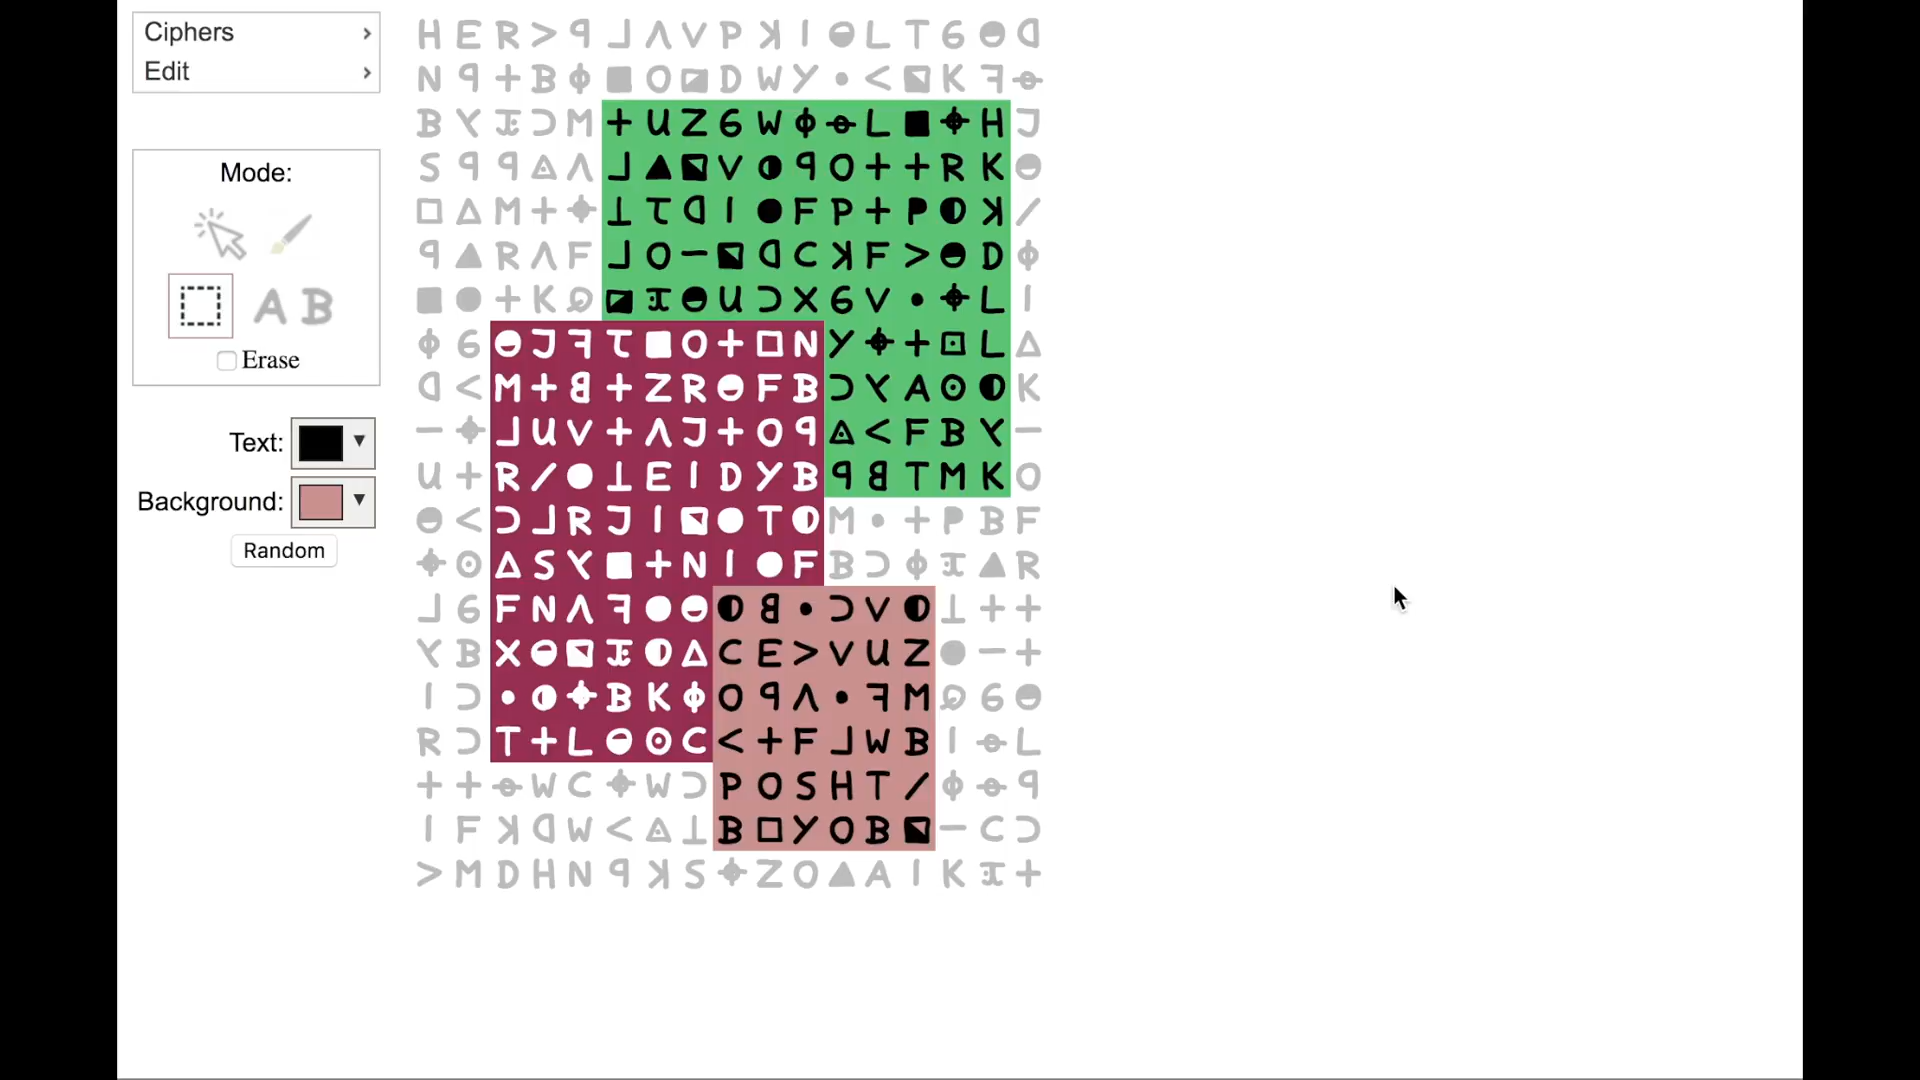 Ciphers >
Edit >
Mode:
A B
Erase
Text:
Background:
Random
H E R > ꟼ ⅃ Λ V P ꓘ I ◒ L T G ◓ ᗡ
N ꟼ + B ϕ ■ O ◪ D W Y • < ◩ K ꟻ ⊖
B Y Ɪ Ɔ M + U Z G W ϕ ⊖ L ■ ⌖ H J
S ꟼ ꟼ ◬ Λ ⅃ ▲ ◩ V ◑ ꟼ O + + R K ◓
□ △ M + ⌖ ⊥ τ ᗡ I ● F P + P ◐ ꓘ /
ꟼ ▲ R Λ F ⅃ O – ◩ ᗡ C ꓘ F > ◓ D ϕ
■ ● + K Q ◪ Ɪ ◓ U Ɔ X G V • ⌖ L I
ϕ G ◓ J ꟻ τ ■ O + □ N Y ⌖ + ⊡ L △
ᗡ < M + ᗺ + Z R ◓ F B Ɔ Y A ⊙ ◐ K
– ⌖ ⅃ U V + Λ J + O ꟼ ◬ < F B Y –
U + R / ● ⊥ E I D Y B ꟼ ᗺ T M K O
◓ < Ɔ ⅃ R J I ◩ ● T ◐ M • + P B F
⌖ ⊙ △ S Y ■ + N I ● F B Ɔ ϕ Ɪ ▲ R
⅃ G F N Λ ꟻ ● ◓ ◐ ᗺ • Ɔ V ◐ ⊥ + +
Y B X ◒ ◩ Ɪ ◐ △ C E > V U Z ● – +
I Ɔ • ◑ ⌖ B K ϕ O ꟼ Λ • ꟻ M Q G ◓
R Ɔ T + L ◒ ⊙ C < + F ⅃ W B I ⊖ L
+ + ⊖ W C ⌖ W Ɔ P O S H T / ϕ ⊖ ꟼ
I F ꓘ ᗡ W < ◬ ⊥ B □ Y O B ◩ – C Ɔ
> M D H N ꟼ ꓘ S ⌖ Z O ▲ A I K Ɪ +